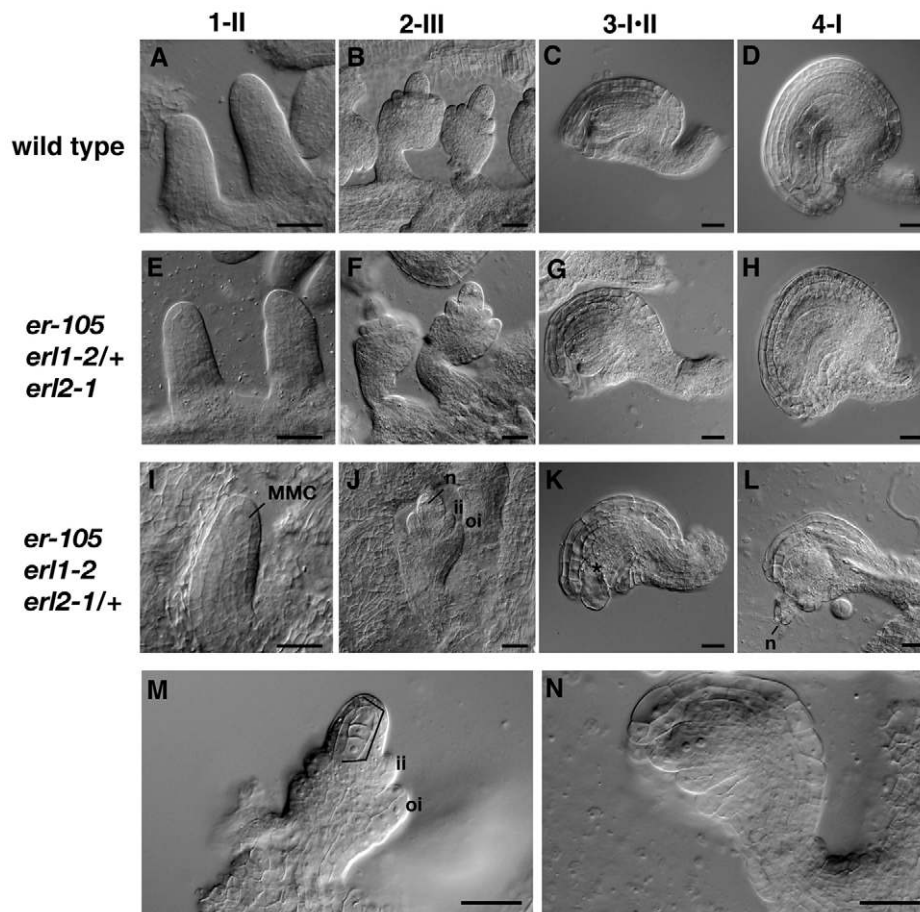 1-II 2-III 3-I•II 4-I
wild type
A B C D
er-105
erl1-2/+
erl2-1
E F G H
er-105
erl1-2
erl2-1/+
I MMC J n ii oi K * L n
M ii oi N